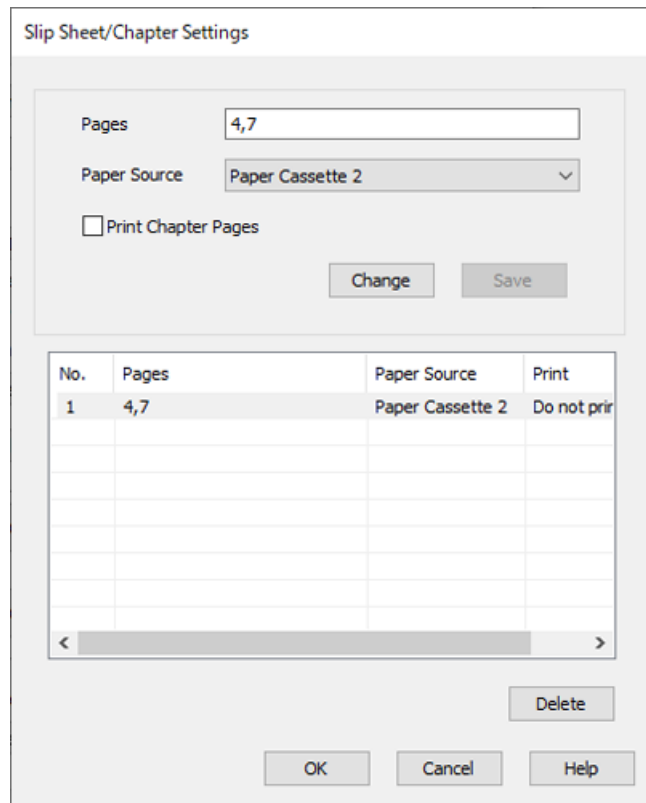 Slip Sheet/Chapter Settings
Pages 4,7
Paper Source Paper Cassette 2
Print Chapter Pages
Change Save
No. Pages Paper Source Print
1 4,7 Paper Cassette 2 Do not prir
Delete
OK Cancel Help